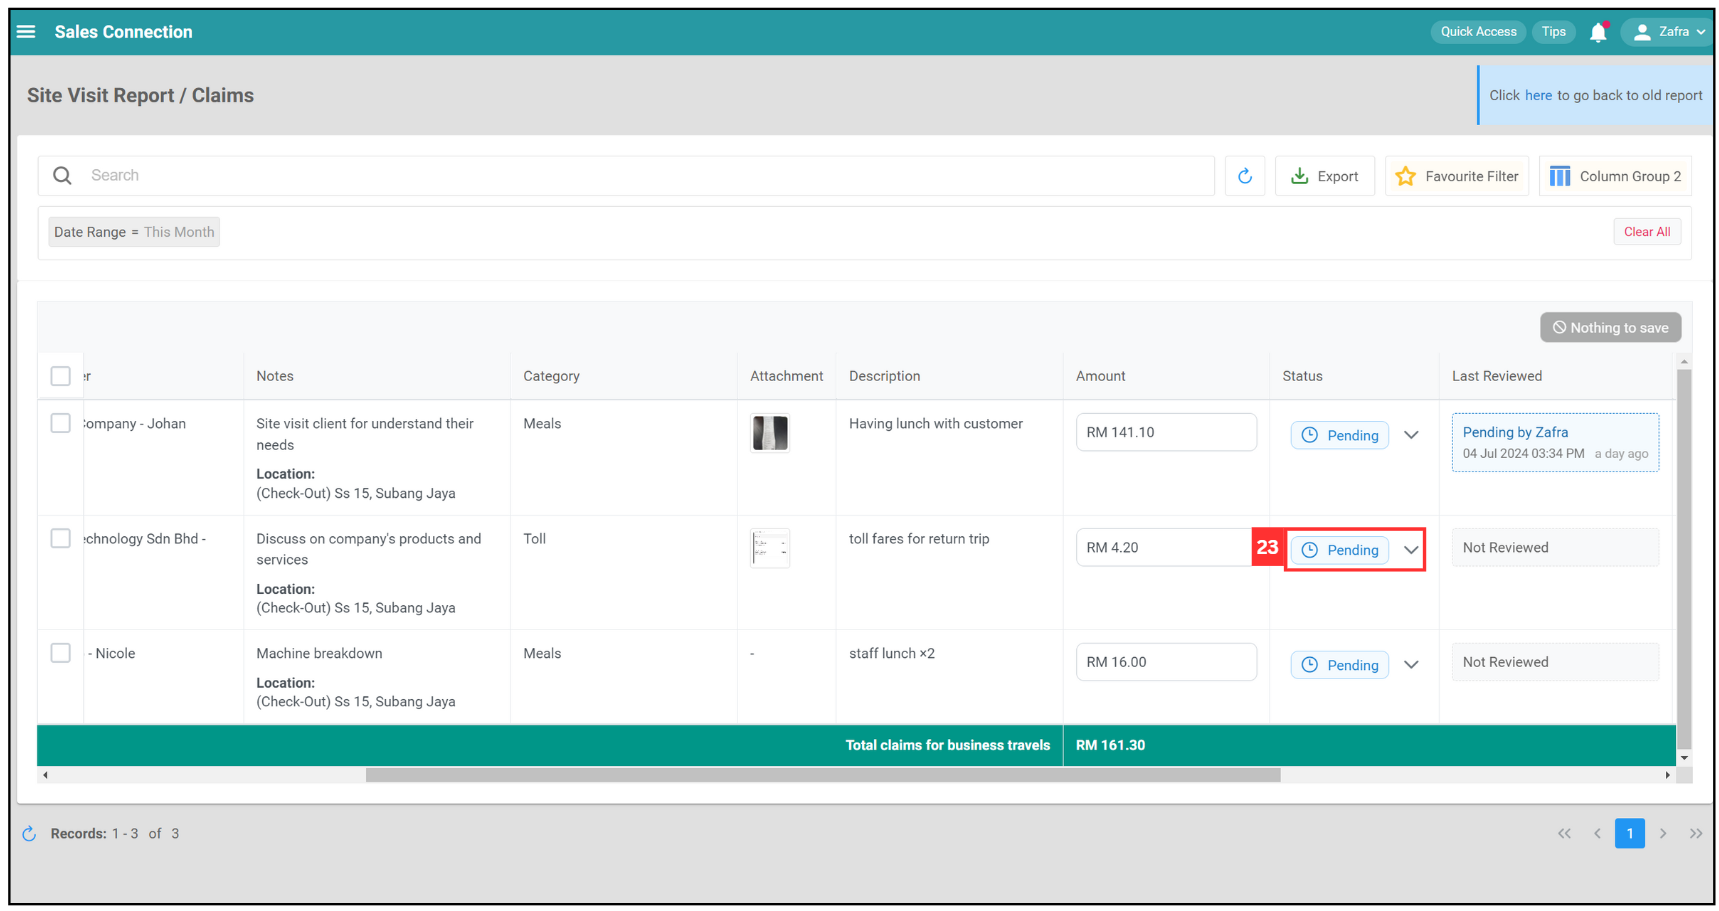 Sales Connection
Quick Access
Tips
Zafra
Site Visit Report / Claims
Click here to go back to old report
Search
Export
Favourite Filter
Column Group 2
Date Range = This Month
Clear All
Nothing to save
er
Notes
Category
Attachment
Description
Amount
Status
Last Reviewed
Company - Johan
Site visit client for understand their
needs
Location:
(Check-Out) Ss 15, Subang Jaya
Meals
Having lunch with customer
RM 141.10
Pending
Pending by Zafra
04 Jul 2024 03:34 PM a day ago
echnology Sdn Bhd -
Discuss on company's products and
services
Location:
(Check-Out) Ss 15, Subang Jaya
Toll
toll fares for return trip
RM 4.20
23
Pending
Not Reviewed
- Nicole
Machine breakdown
Location:
(Check-Out) Ss 15, Subang Jaya
Meals
-
staff lunch ×2
RM 16.00
Pending
Not Reviewed
Total claims for business travels
RM 161.30
Records: 1 - 3 of 3
1